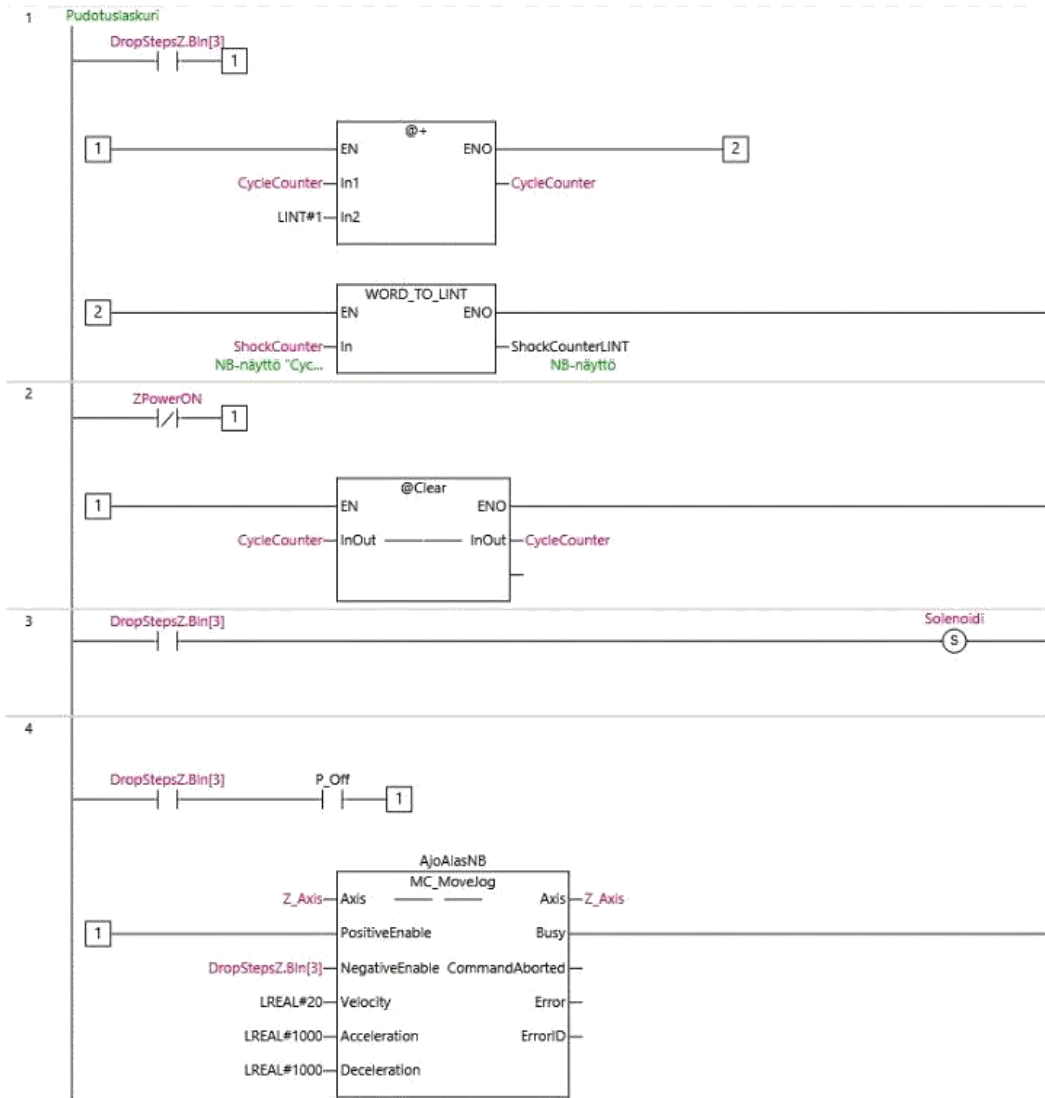 1 Pudotuslaskuri
DropStepsZ.Bin[3]
1
@+
1 EN ENO 2
CycleCounter In1 CycleCounter
LINT#1 In2
WORD_TO_LINT
2 EN ENO
ShockCounter In ShockCounterLINT
NB-näyttö "Cyc... NB-näyttö
2
ZPowerON
1
@Clear
1 EN ENO
CycleCounter InOut InOut CycleCounter
3 DropStepsZ.Bin[3] Solenoidi
S
4
DropStepsZ.Bin[3] P_Off
1
AjoAlasNB
MC_MoveJog
Z_Axis Axis Axis Z_Axis
1 PositiveEnable Busy
DropStepsZ.Bin[3] NegativeEnable CommandAborted
LREAL#20 Velocity Error
LREAL#1000 Acceleration ErrorID
LREAL#1000 Deceleration